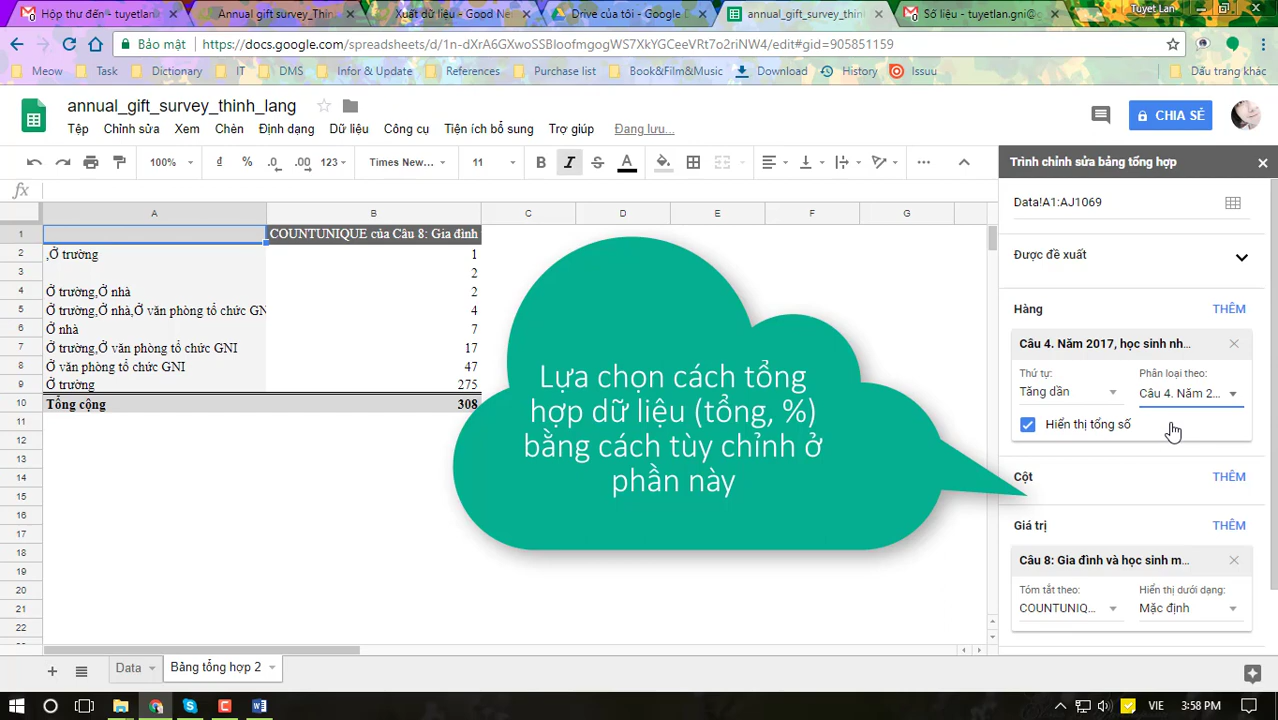 Hộp thư đến - tuyetlan
Annual gift survey_Thin
Xuất dữ liệu - Good Ne
Drive của tôi - Google D
annual_gift_survey_thin
Số liệu - tuyetlan.gni@g
Tuyet Lan
Bảo mật
https://docs.google.com/spreadsheets/d/1n-dXrA6GXwoSSBIoofmgogWS7XkYGCeeVRt7o2riNW4/edit#gid=905851159
Meow
Task
Dictionary
IT
DMS
Infor & Update
References
Purchase list
Book&Film&Music
Download
History
Issuu
Dấu trang khác
annual_gift_survey_thinh_lang
CHIA SẺ
Tệp
Chỉnh sửa
Xem
Chèn
Định dạng
Dữ liệu
Công cụ
Tiện ích bổ sung
Trợ giúp
Đang lưu...
100%
đ
%
.0
.00
123
Times New...
11
B
I
S
A
fx
Trình chỉnh sửa bảng tổng hợp
Data!A1:AJ1069
Được đề xuất
Hàng
THÊM
Câu 4. Năm 2017, học sinh nh...
Thứ tự:
Phân loại theo:
Tăng dần
Câu 4. Năm 2...
Hiển thị tổng số
Cột
THÊM
Giá trị
THÊM
Câu 8: Gia đình và học sinh m...
Tóm tắt theo:
Hiển thị dưới dạng:
COUNTUNIQ...
Mặc định
A
B
C
D
E
F
G
1
COUNTUNIQUE của Câu 8: Gia đình
2
,Ở trường
1
3
2
4
Ở trường,Ở nhà
2
5
Ở trường,Ở nhà,Ở văn phòng tổ chức GN
4
6
Ở nhà
7
7
Ở trường,Ở văn phòng tổ chức GNI
17
8
Ở văn phòng tổ chức GNI
47
9
Ở trường
275
10
Tổng cộng
308
11
12
13
14
15
16
17
18
19
20
21
22
Lựa chọn cách tổng
hợp dữ liệu (tổng, %)
bằng cách tùy chỉnh ở
phần này
Data
Bảng tổng hợp 2
VIE
3:58 PM